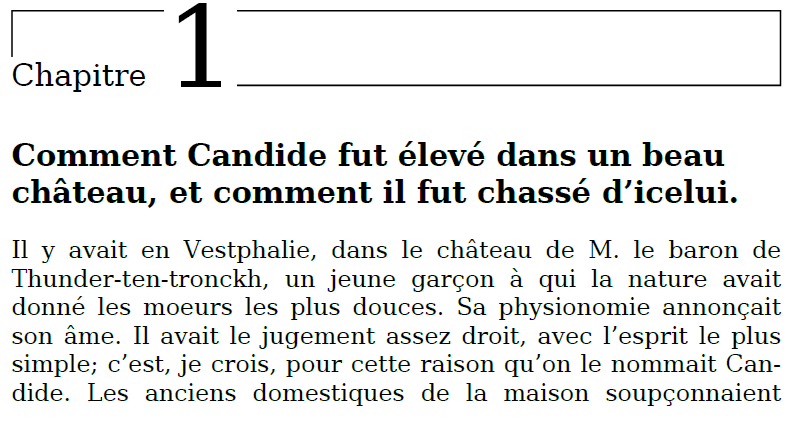 Chapitre 1
Comment Candide fut élevé dans un beau
château, et comment il fut chassé d’icelui.
Il y avait en Vestphalie, dans le château de M. le baron de
Thunder-ten-tronckh, un jeune garçon à qui la nature avait
donné les moeurs les plus douces. Sa physionomie annonçait
son âme. Il avait le jugement assez droit, avec l’esprit le plus
simple; c’est, je crois, pour cette raison qu’on le nommait Can-
dide. Les anciens domestiques de la maison soupçonnaient